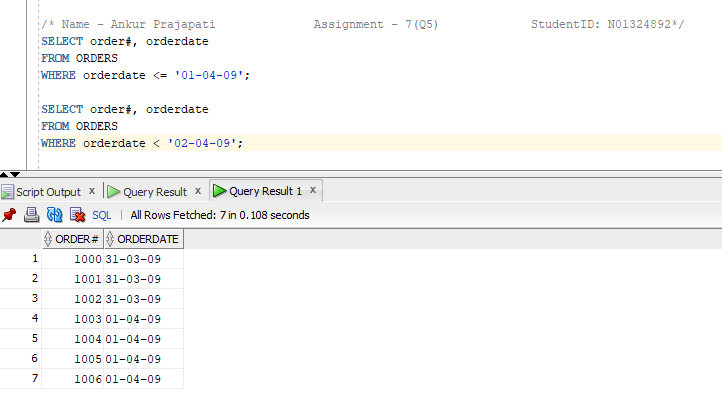 /* Name - Ankur Prajapati Assignment - 7(Q5) StudentID: N01324892*/
SELECT order#, orderdate
FROM ORDERS
WHERE orderdate <= '01-04-09';
SELECT order#, orderdate
FROM ORDERS
WHERE orderdate < '02-04-09';
Script Output x Query Result x Query Result 1 x
SQL | All Rows Fetched: 7 in 0.108 seconds
ORDER# ORDERDATE
1 1000 31-03-09
2 1001 31-03-09
3 1002 31-03-09
4 1003 01-04-09
5 1004 01-04-09
6 1005 01-04-09
7 1006 01-04-09